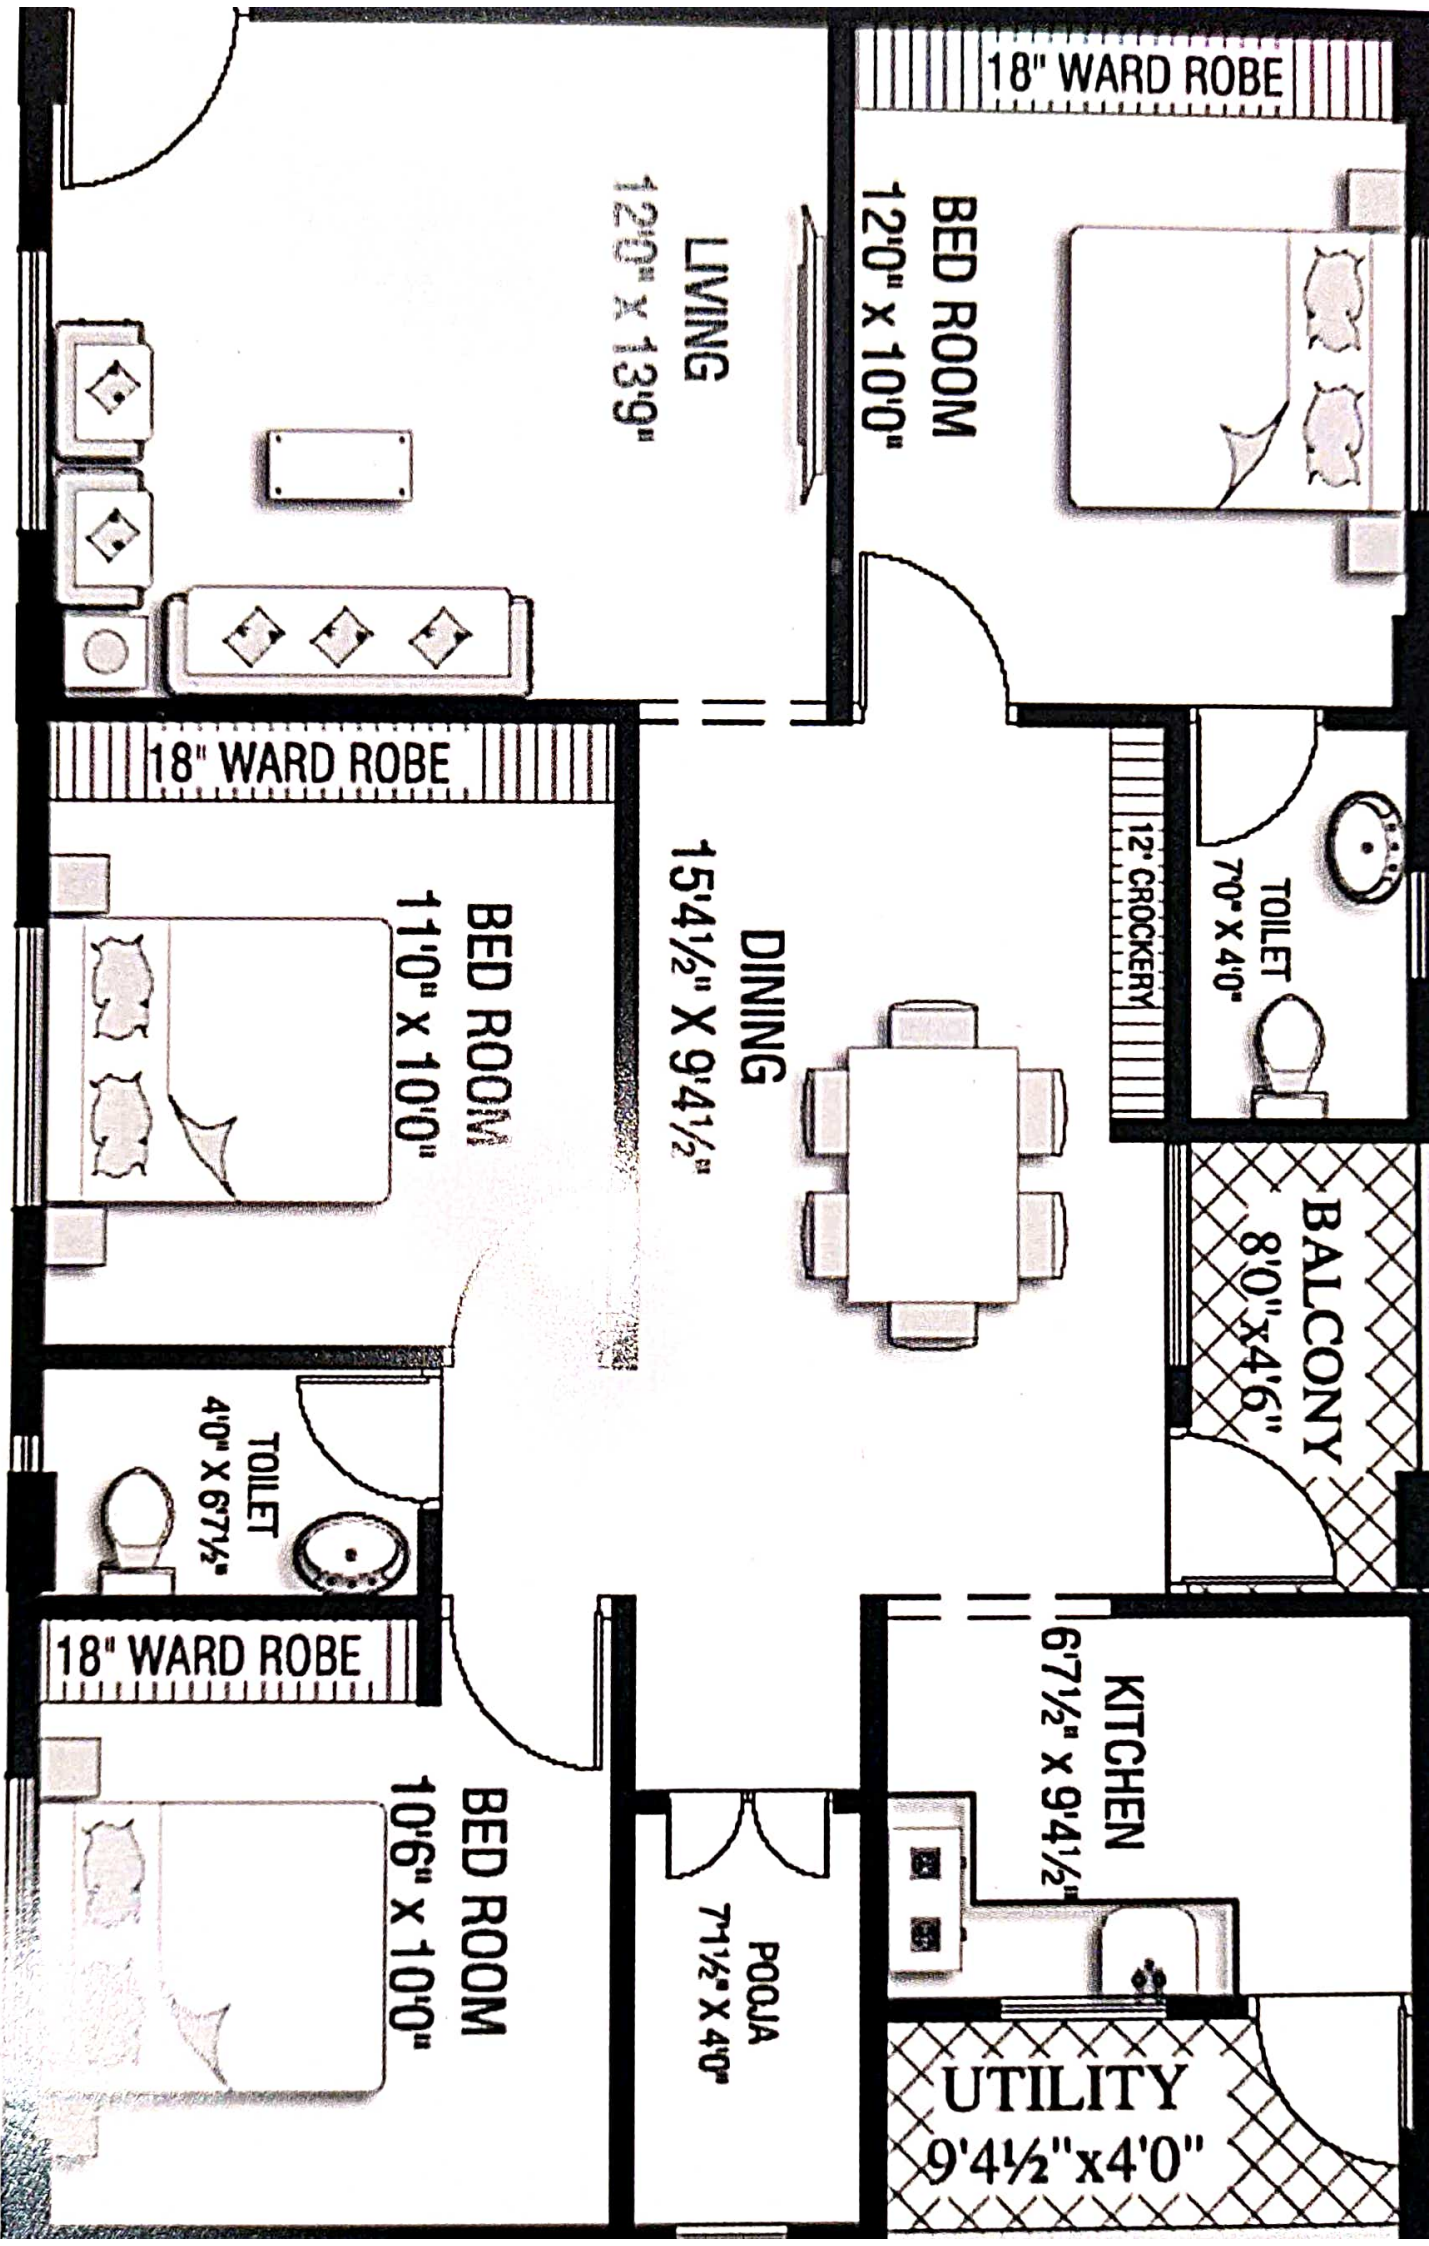 18" WARD ROBE
BED ROOM
12'0" x 10'0"
LIVING
12'0" x 13'9"
18" WARD ROBE
BED ROOM
11'0" x 10'0"
DINING
15'4½" X 9'4½"
12" CROCKERY
TOILET
7'0" X 4'0"
BALCONY
8'0"x4'6"
TOILET
4'0" X 6'7½"
18" WARD ROBE
BED ROOM
10'6" x 10'0"
KITCHEN
6'7½" x 9'4½"
POOJA
7'1½" X 4'0"
UTILITY
9'4½"x4'0"